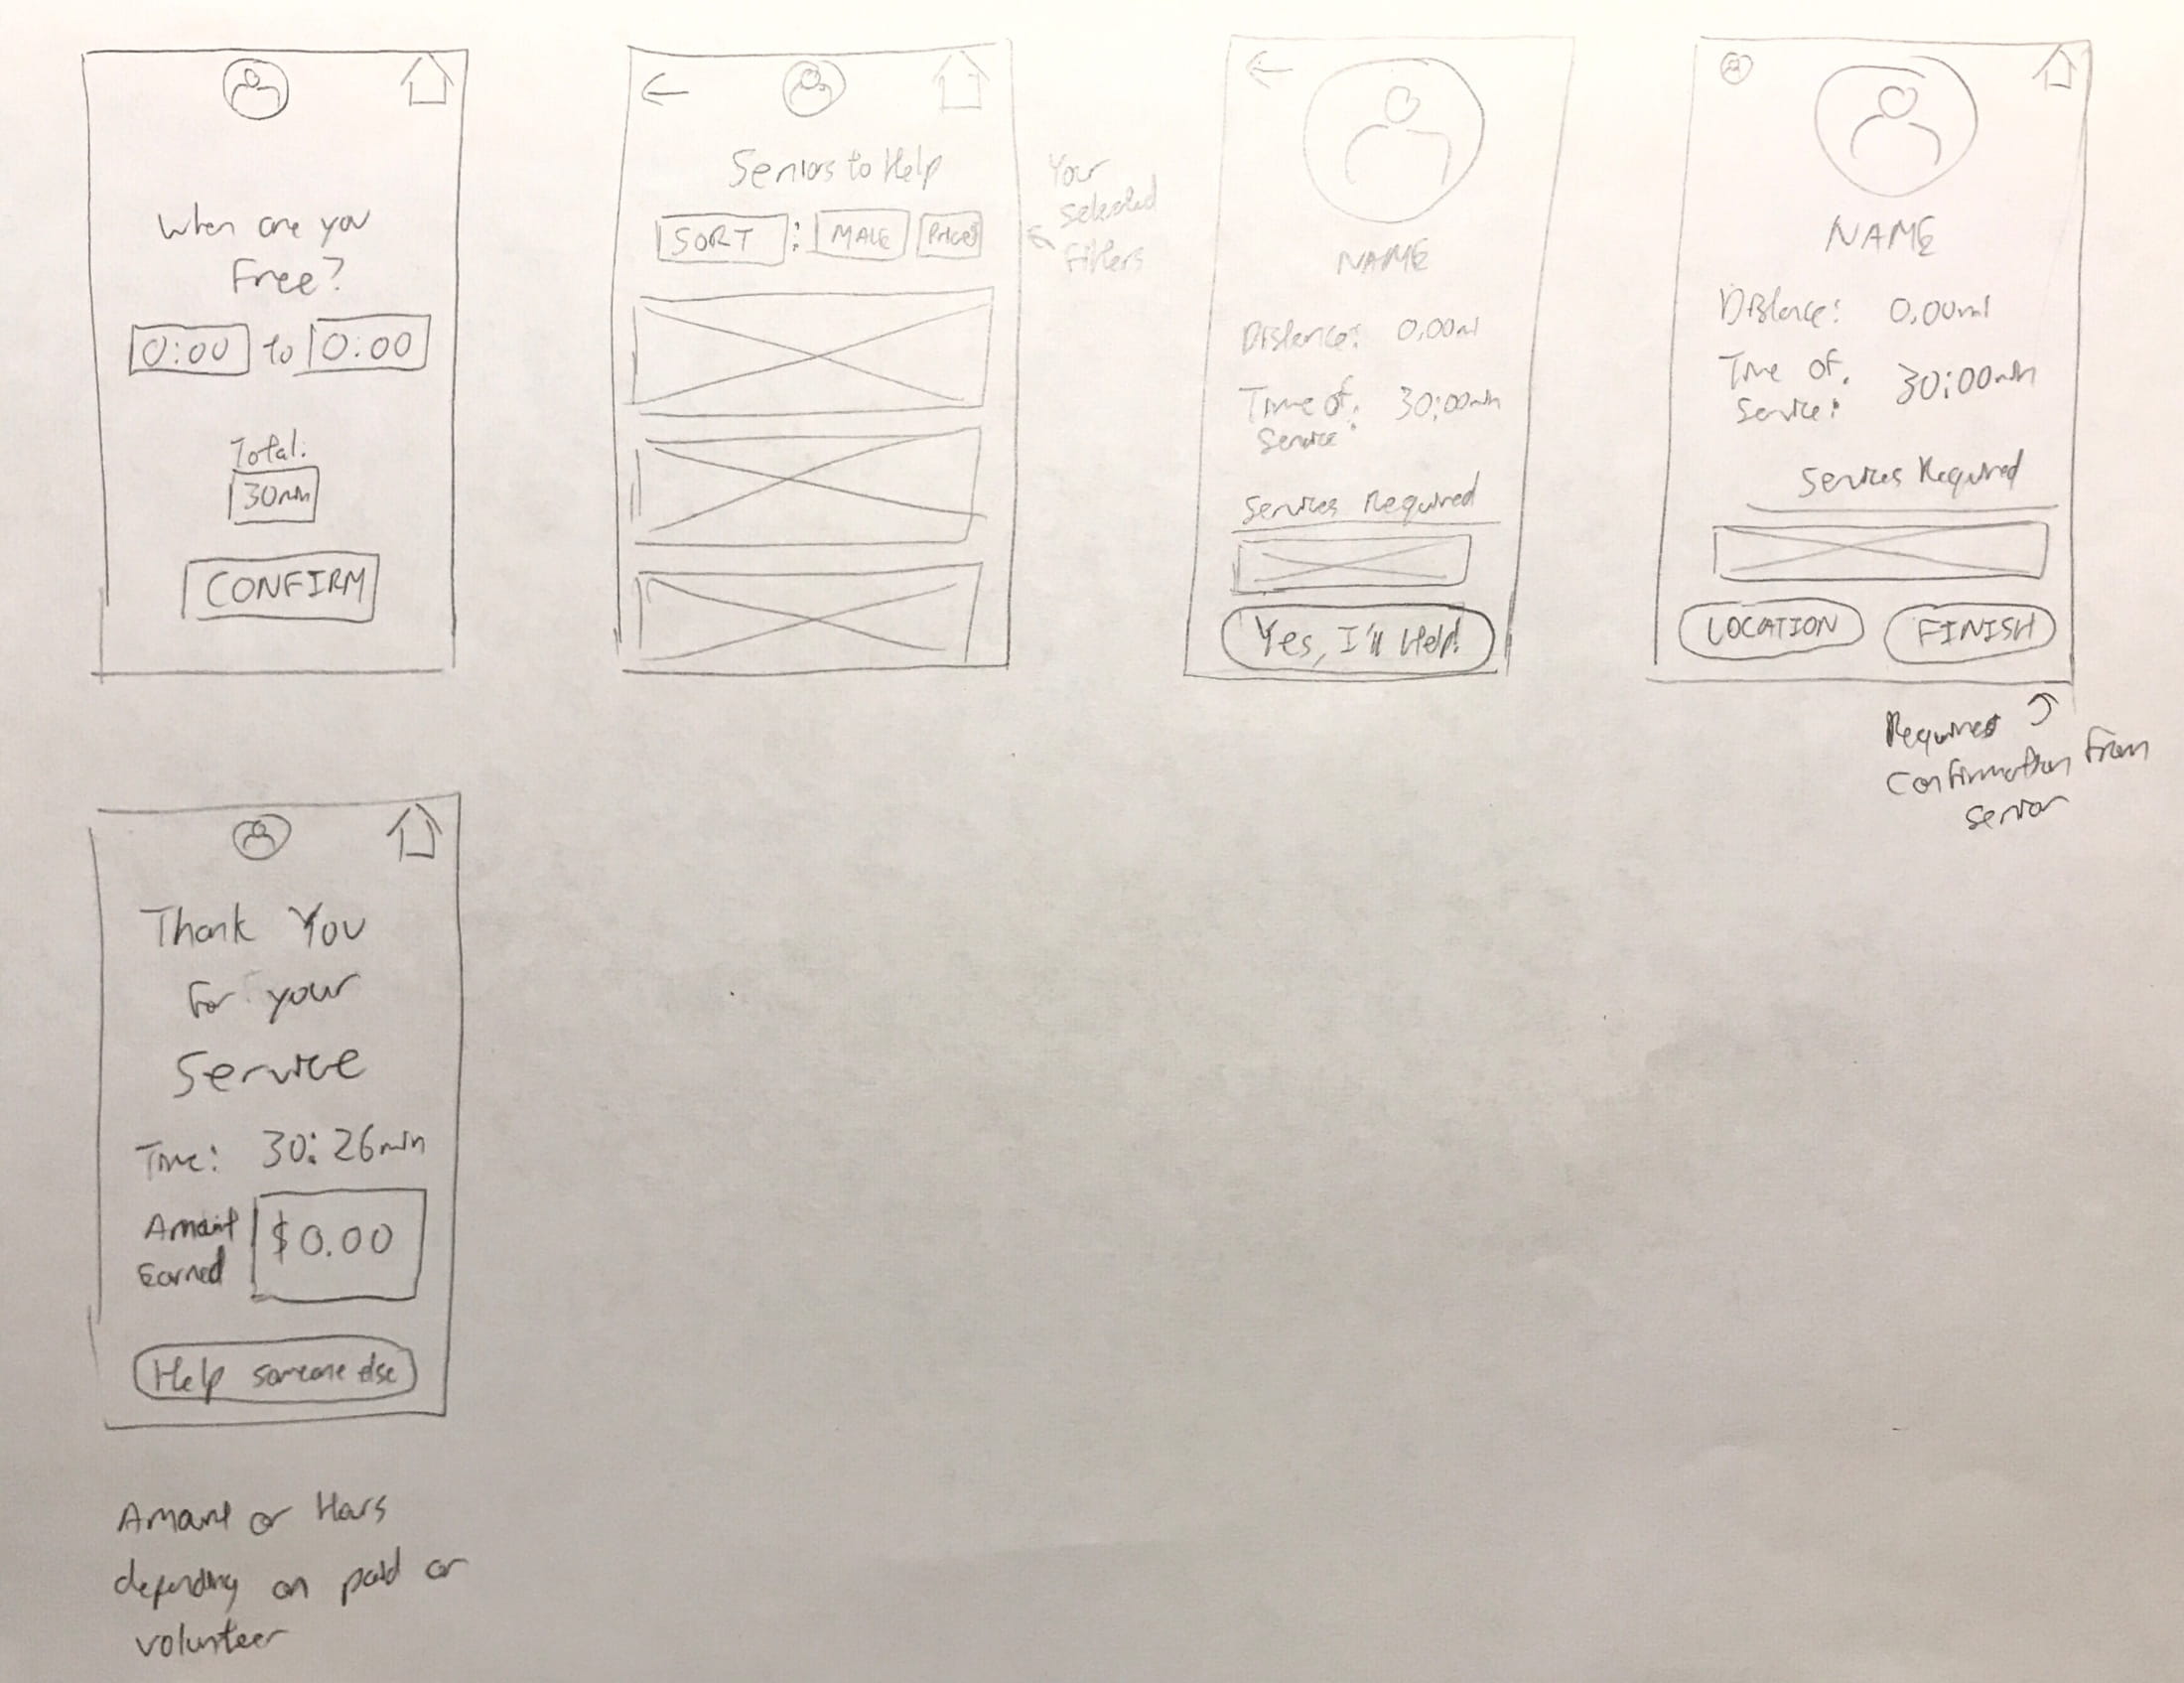 When are you
Free?
0:00 to 0:00
Total:
30min
CONFIRM
Seniors to Help
SORT : MALE Price
Your
selected
filters
NAME
Distance: 0.00ml
Time of 30:00min
Service:
Services Required
Yes, I'll Help!
NAME
Distance: 0.00ml
Time of 30:00min
Service:
Services Required
LOCATION FINISH
Requires
Confirmation From
Senior
Thank You
For your
Service
Time: 30:26min
Amount $0.00
Earned
Help someone else
Amount or Hours
depending on paid or
volunteer